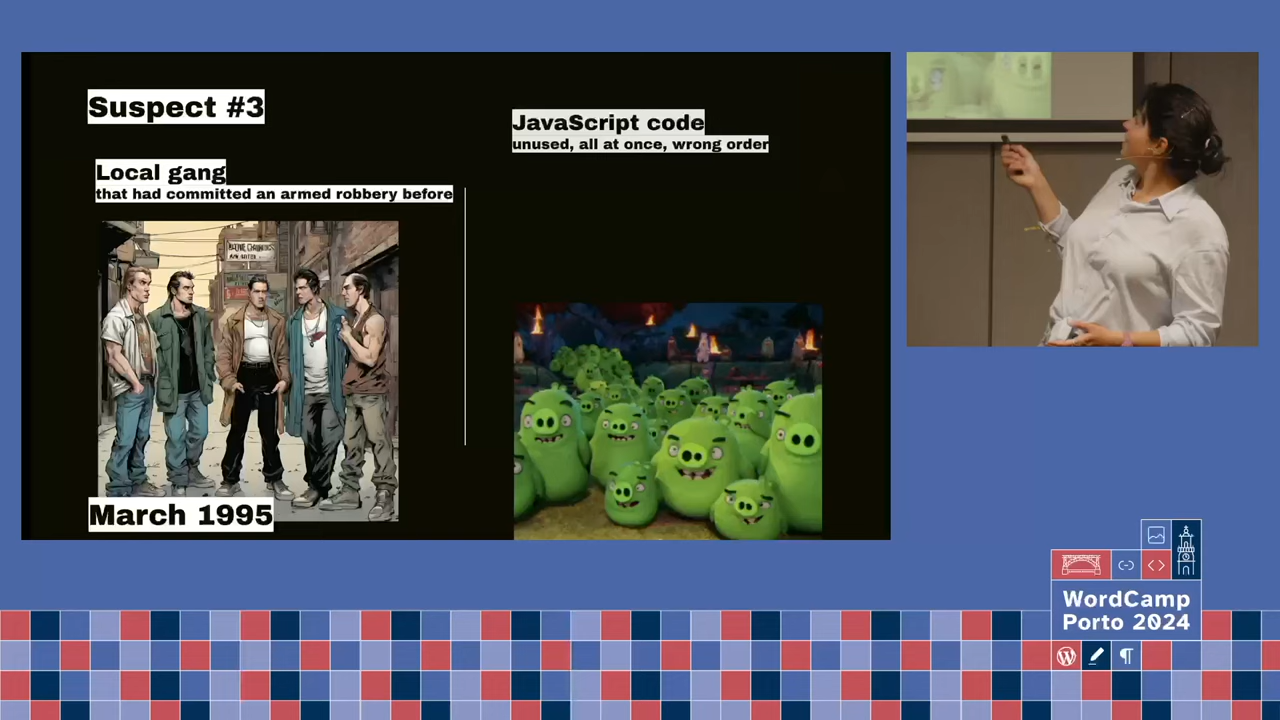 Suspect #3
Local gang
that had committed an armed robbery before
March 1995
JavaScript code
unused, all at once, wrong order
WordCamp
Porto 2024